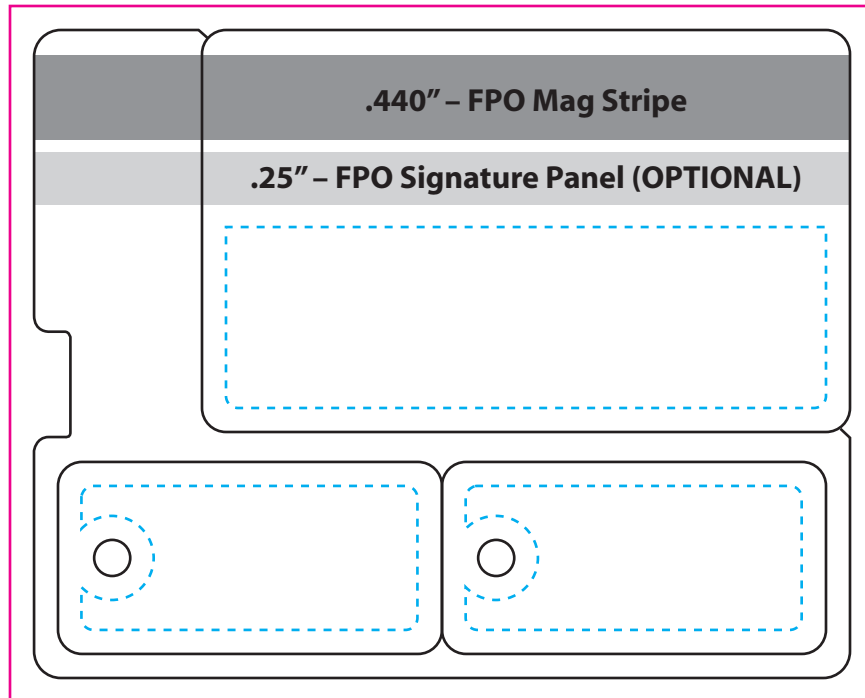 .440” – FPO Mag Stripe
.25” – FPO Signature Panel (OPTIONAL)